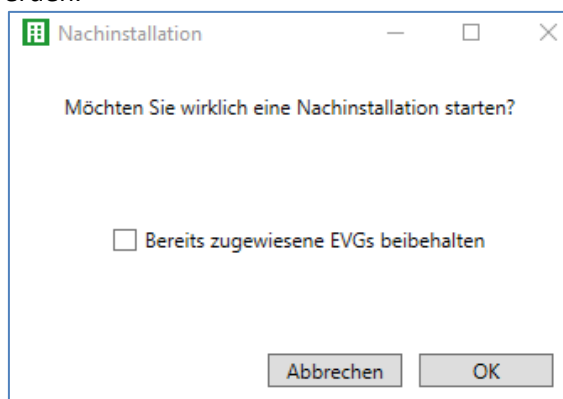 Nachinstallation
Möchten Sie wirklich eine Nachinstallation starten?
Bereits zugewiesene EVGs beibehalten
Abbrechen OK